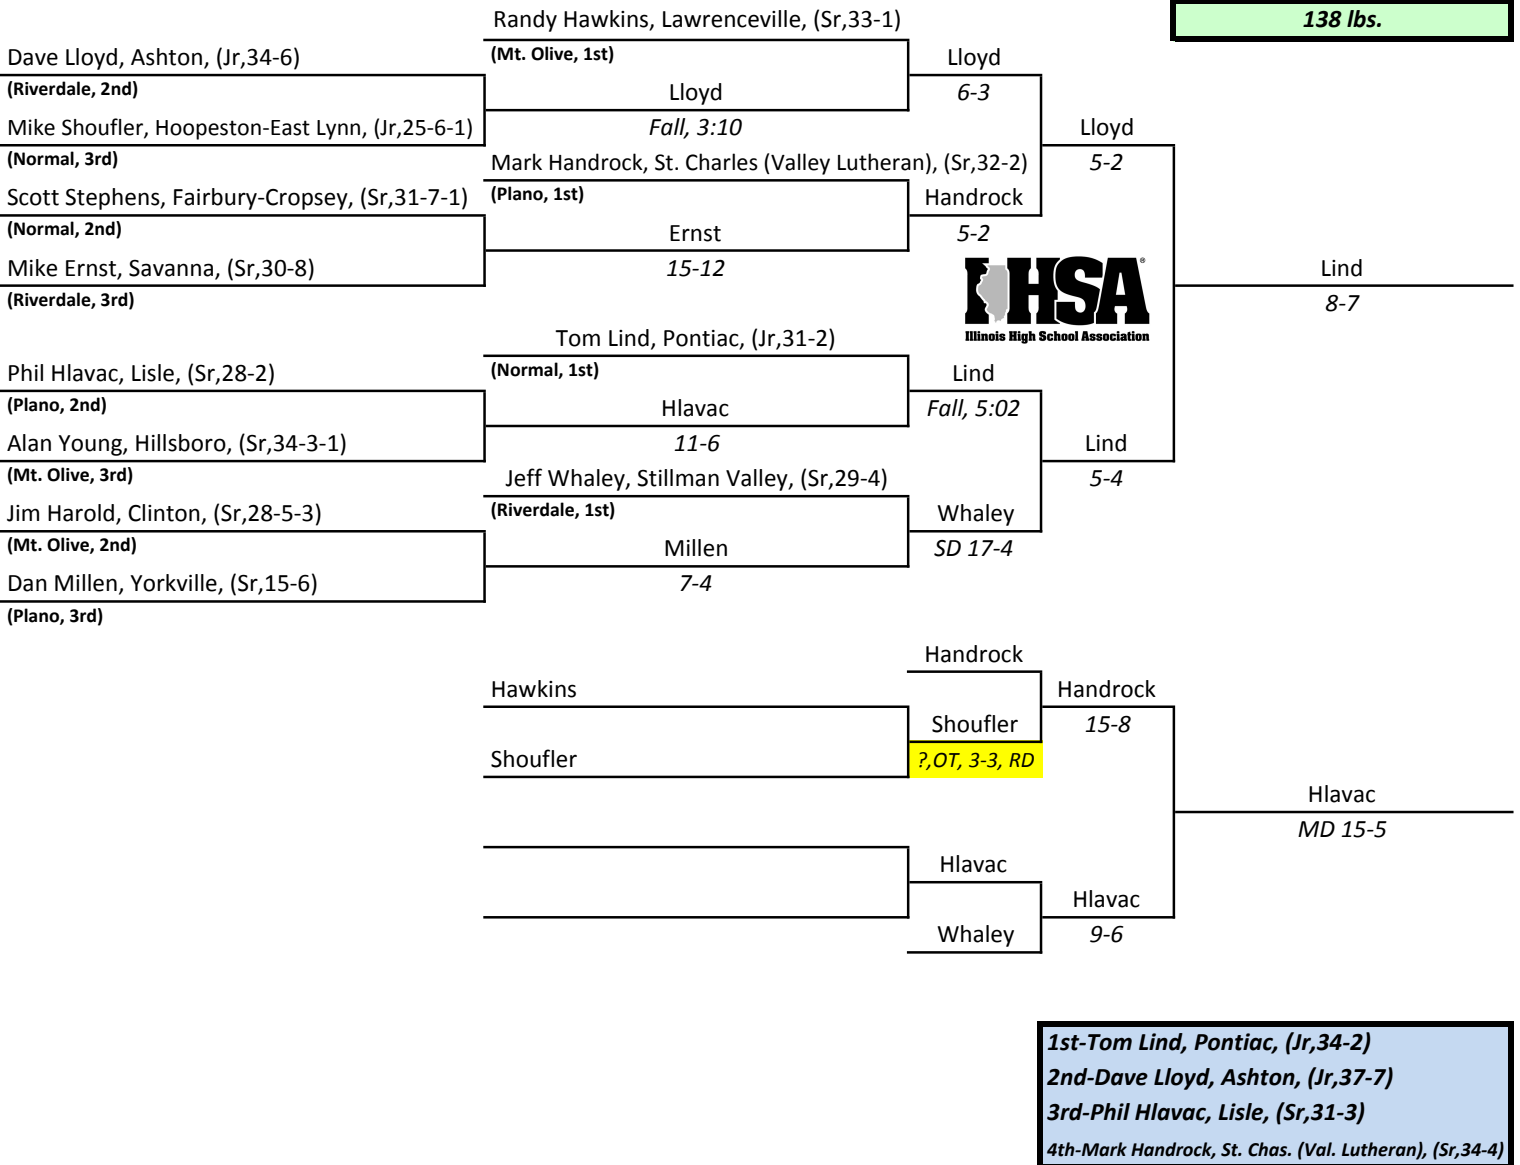 Randy Hawkins, Lawrenceville, (Sr,33-1)
138 lbs.
Dave Lloyd, Ashton, (Jr,34-6)
(Mt. Olive, 1st)
Lloyd
(Riverdale, 2nd)
Lloyd
6-3
Mike Shoufler, Hoopeston-East Lynn, (Jr,25-6-1)
Fall, 3:10
Lloyd
(Normal, 3rd)
Mark Handrock, St. Charles (Valley Lutheran), (Sr,32-2)
5-2
Scott Stephens, Fairbury-Cropsey, (Sr,31-7-1)
(Plano, 1st)
Handrock
(Normal, 2nd)
Ernst
5-2
Mike Ernst, Savanna, (Sr,30-8)
15-12
IHSA®
Lind
(Riverdale, 3rd)
8-7
Illinois High School Association
Tom Lind, Pontiac, (Jr,31-2)
Phil Hlavac, Lisle, (Sr,28-2)
(Normal, 1st)
Lind
(Plano, 2nd)
Hlavac
Fall, 5:02
Alan Young, Hillsboro, (Sr,34-3-1)
11-6
Lind
(Mt. Olive, 3rd)
Jeff Whaley, Stillman Valley, (Sr,29-4)
5-4
Jim Harold, Clinton, (Sr,28-5-3)
(Riverdale, 1st)
Whaley
(Mt. Olive, 2nd)
Millen
SD 17-4
Dan Millen, Yorkville, (Sr,15-6)
7-4
(Plano, 3rd)
Handrock
Hawkins
Handrock
Shoufler
15-8
Shoufler
?,OT, 3-3, RD
Hlavac
MD 15-5
Hlavac
Hlavac
Whaley
9-6
1st-Tom Lind, Pontiac, (Jr,34-2)
2nd-Dave Lloyd, Ashton, (Jr,37-7)
3rd-Phil Hlavac, Lisle, (Sr,31-3)
4th-Mark Handrock, St. Chas. (Val. Lutheran), (Sr,34-4)